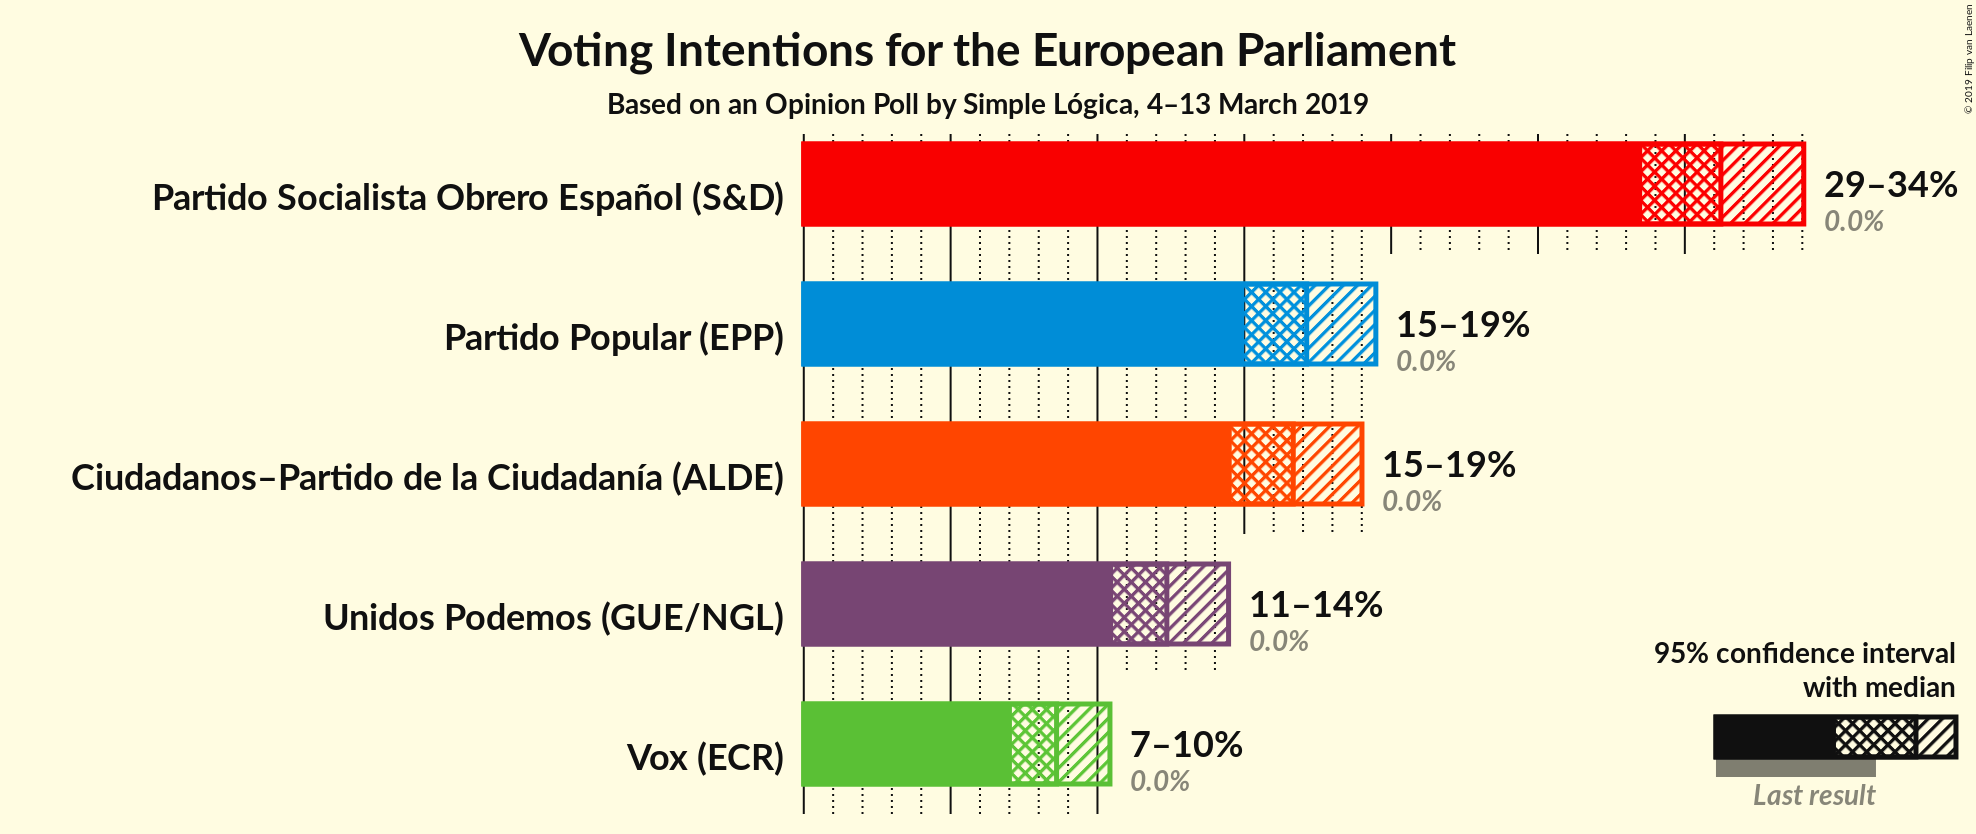 Voting Intentions for the European Parliament
Based on an Opinion Poll by Simple Lógica, 4–13 March 2019
© 2019 Filip van Laenen
Partido Socialista Obrero Español (S&D)
29–34%
0.0%
Partido Popular (EPP)
15–19%
0.0%
Ciudadanos–Partido de la Ciudadanía (ALDE)
15–19%
0.0%
Unidos Podemos (GUE/NGL)
11–14%
0.0%
Vox (ECR)
7–10%
0.0%
95% confidence interval
with median
Last result